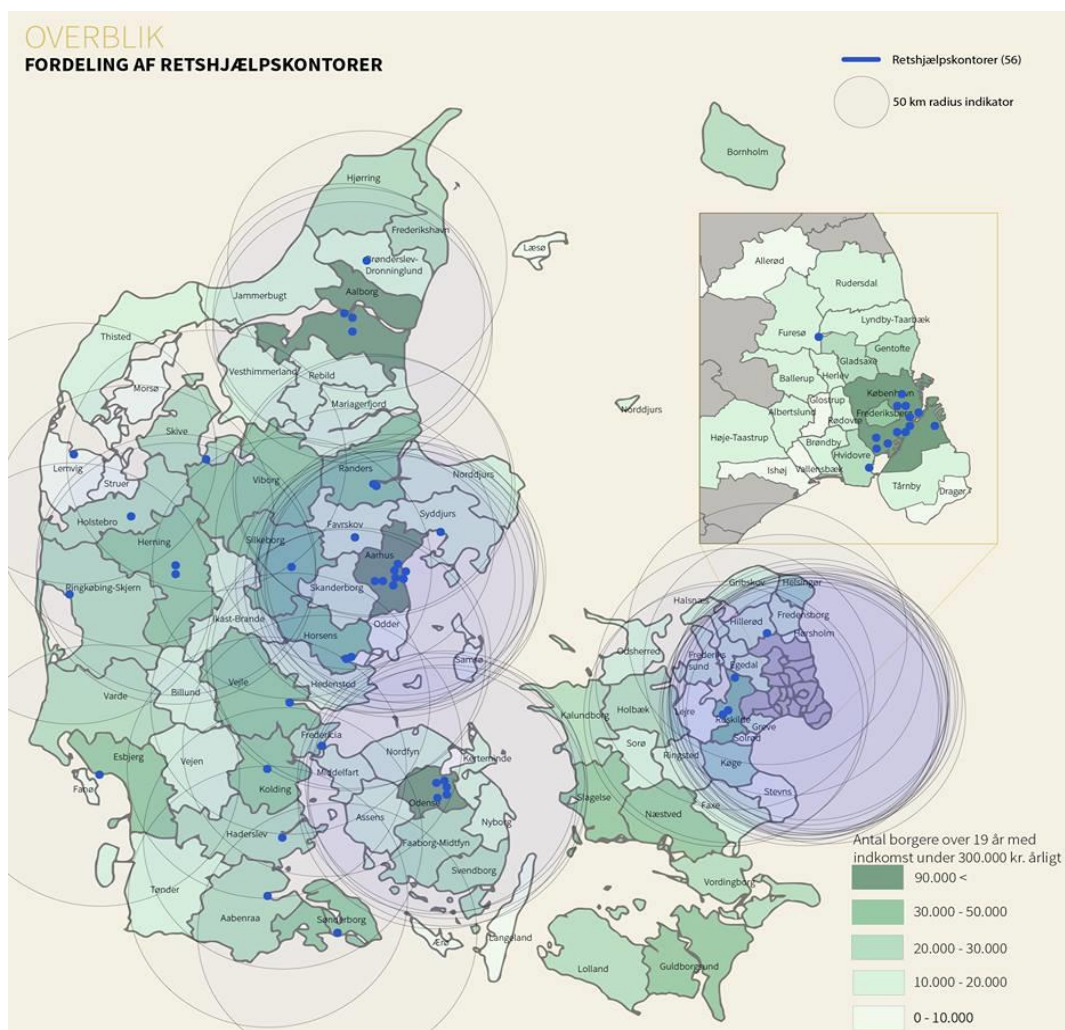 OVERBLIK
FORDELING AF RETSHJÆLPSKONTORER
Retshjælpskontorer (56)
50 km radius indikator
Bornholm
Hjørring
Frederikshavn
Læsø
Brønderslev-
Dronninglund
Jammerbugt
Aalborg
Thisted
Vesthimmerland
Rebild
Morsø
Mariagerfjord
Norddjurs
Skive
Lemvig
Struer
Viborg
Randers
Norddjurs
Holstebro
Favrskov
Syddjurs
Herning
Silkeborg
Aarhus
Ringkøbing-Skjern
Skanderborg
Ikast-Brande
Odder
Horsens
Samsø
Hedensted
Varde
Billund
Vejle
Fredericia
Esbjerg
Vejen
Nordfyn
Kerteminde
Middelfart
Fanø
Kolding
Odense
Assens
Nyborg
Haderslev
Faaborg-Midtfyn
Svendborg
Tønder
Aabenraa
Sønderborg
Ærø
Langeland
Allerød
Rudersdal
Lyndby-Taarbæk
Furesø
Gentofte
Gladsaxe
Ballerup
Herlev
København
Glostrup
Albertslund
Rødovre
Frederiksberg
Høje-Taastrup
Brøndby
Hvidovre
Ishøj
Vallensbæk
Tårnby
Dragør
Gribskov
Helsingør
Halsnæs
Fredensborg
Hillerød
Hørsholm
Odsherred
Frederiks
sund
Egedal
Kalundborg
Holbæk
Lejre
Roskilde
Greve
Solrød
Sorø
Ringsted
Køge
Slagelse
Stevns
Næstved
Faxe
Vordingborg
Lolland
Guldborgsund
Antal borgere over 19 år med
indkomst under 300.000 kr. årligt
90.000 <
30.000 - 50.000
20.000 - 30.000
10.000 - 20.000
0 - 10.000